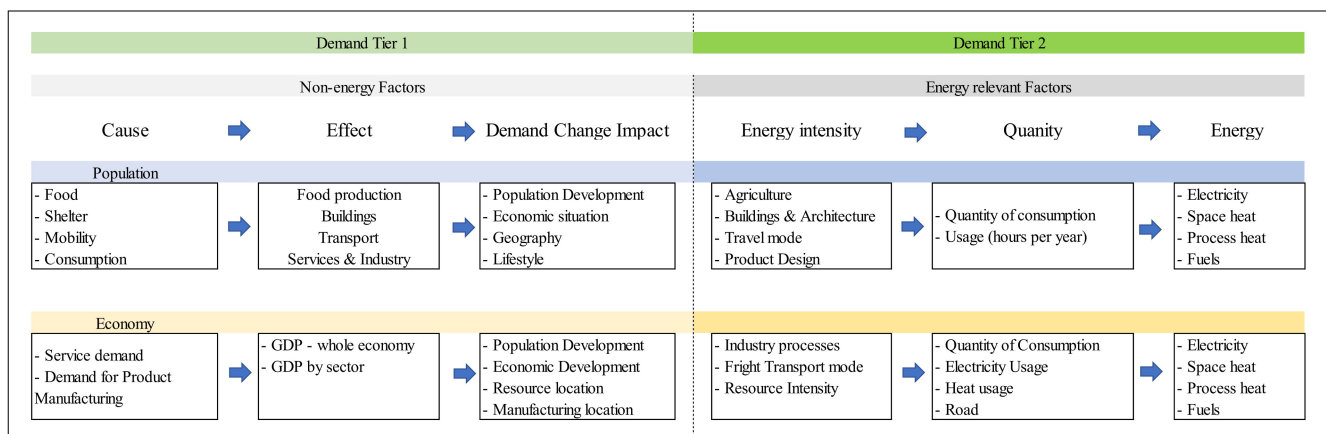 Demand Tier 1
Demand Tier 2
Non-energy Factors
Energy relevant Factors
Cause
Effect
Demand Change Impact
Energy intensity
Quanity
Energy
Population
- Food
- Shelter
- Mobility
- Consumption
Food production
Buildings
Transport
Services & Industry
- Population Development
- Economic situation
- Geography
- Lifestyle
- Agriculture
- Buildings & Architecture
- Travel mode
- Product Design
- Quantity of consumption
- Usage (hours per year)
- Electricity
- Space heat
- Process heat
- Fuels
Economy
- Service demand
- Demand for Product
Manufacturing
- GDP - whole economy
- GDP by sector
- Population Development
- Economic Development
- Resource location
- Manufacturing location
- Industry processes
- Fright Transport mode
- Resource Intensity
- Quantity of Consumption
- Electricity Usage
- Heat usage
- Road
- Electricity
- Space heat
- Process heat
- Fuels